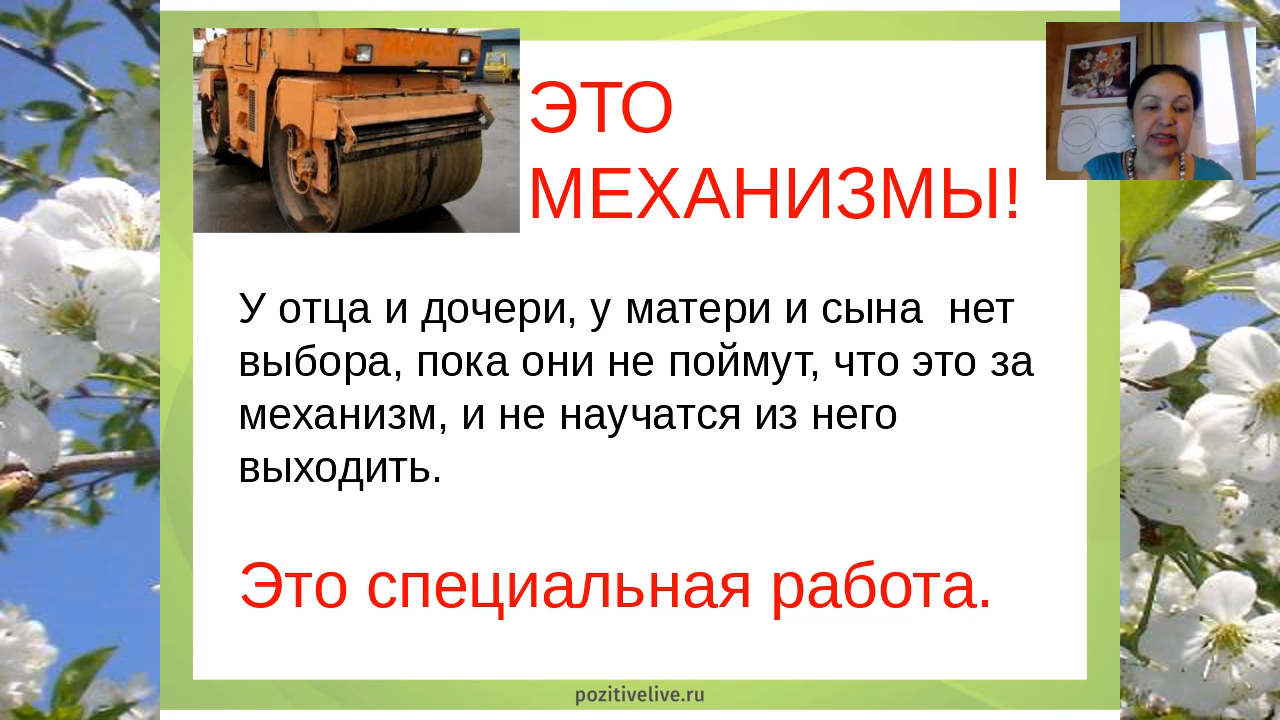 ЭТО
МЕХАНИЗМЫ!
У отца и дочери, у матери и сына нет
выбора, пока они не поймут, что это за
механизм, и не научатся из него
выходить.
Это специальная работа.
pozitivelive.ru